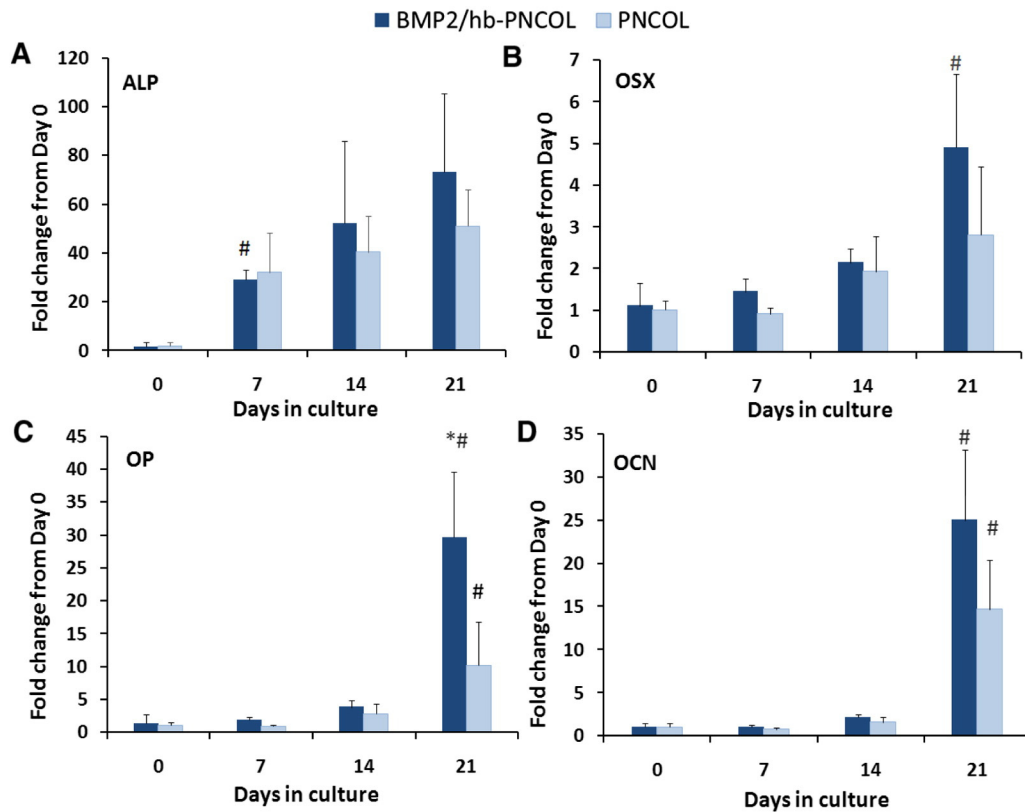 BMP2/hb-PNCOL PNCOL
A
ALP
Fold change from Day 0
120
100
80
60
40
20
0
#
0 7 14 21
Days in culture
B
OSX
Fold change from Day 0
7
6
5
4
3
2
1
0
#
0 7 14 21
Days in culture
C
OP
Fold change from Day 0
45
40
35
30
25
20
15
10
5
0
*#
#
0 7 14 21
Days in culture
D
OCN
Fold change from Day 0
35
30
25
20
15
10
5
0
#
#
0 7 14 21
Days in culture